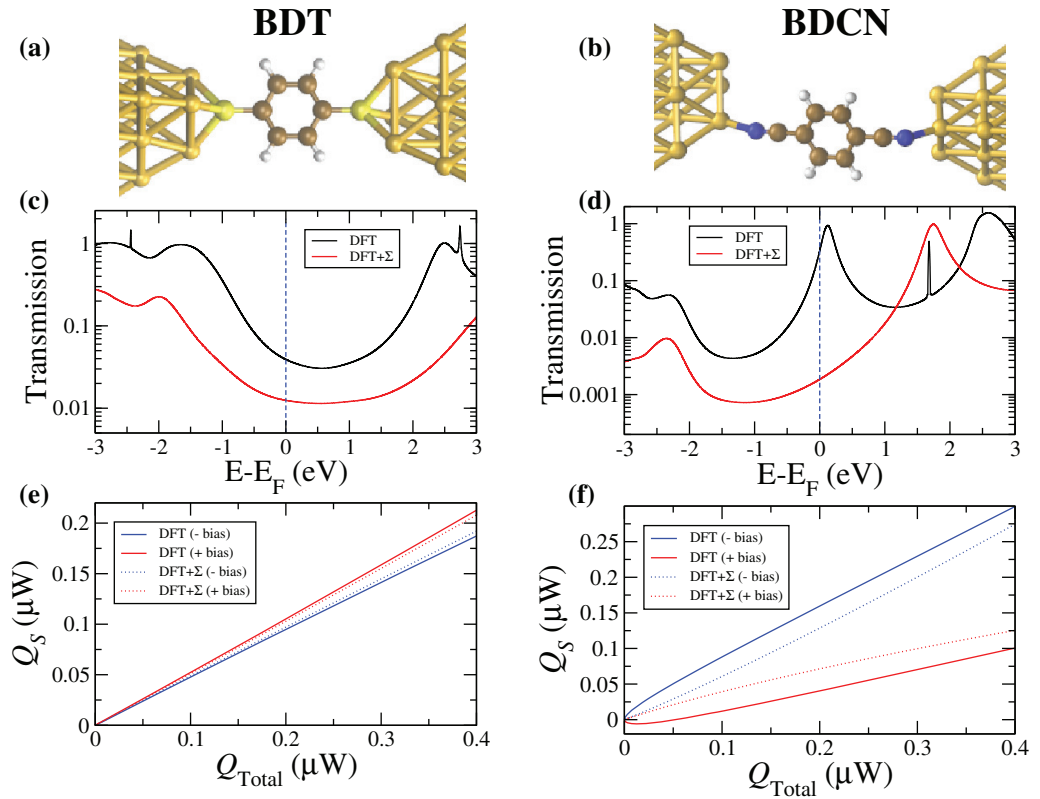 BDT
BDCN
(a)
(b)
(c)
Transmission
1
0.1
0.01
DFT
DFT+Σ
-3 -2 -1 0 1 2 3
E-E_F (eV)
(d)
Transmission
1
0.1
0.01
0.001
DFT
DFT+Σ
-3 -2 -1 0 1 2 3
E-E_F (eV)
(e)
Q_S (μW)
0.2
0.15
0.1
0.05
0
DFT (- bias)
DFT (+ bias)
DFT+Σ (- bias)
DFT+Σ (+ bias)
0 0.1 0.2 0.3 0.4
Q_Total (μW)
(f)
Q_S (μW)
0.25
0.2
0.15
0.1
0.05
0
DFT (- bias)
DFT (+ bias)
DFT+Σ (- bias)
DFT+Σ (+ bias)
0 0.1 0.2 0.3 0.4
Q_Total (μW)